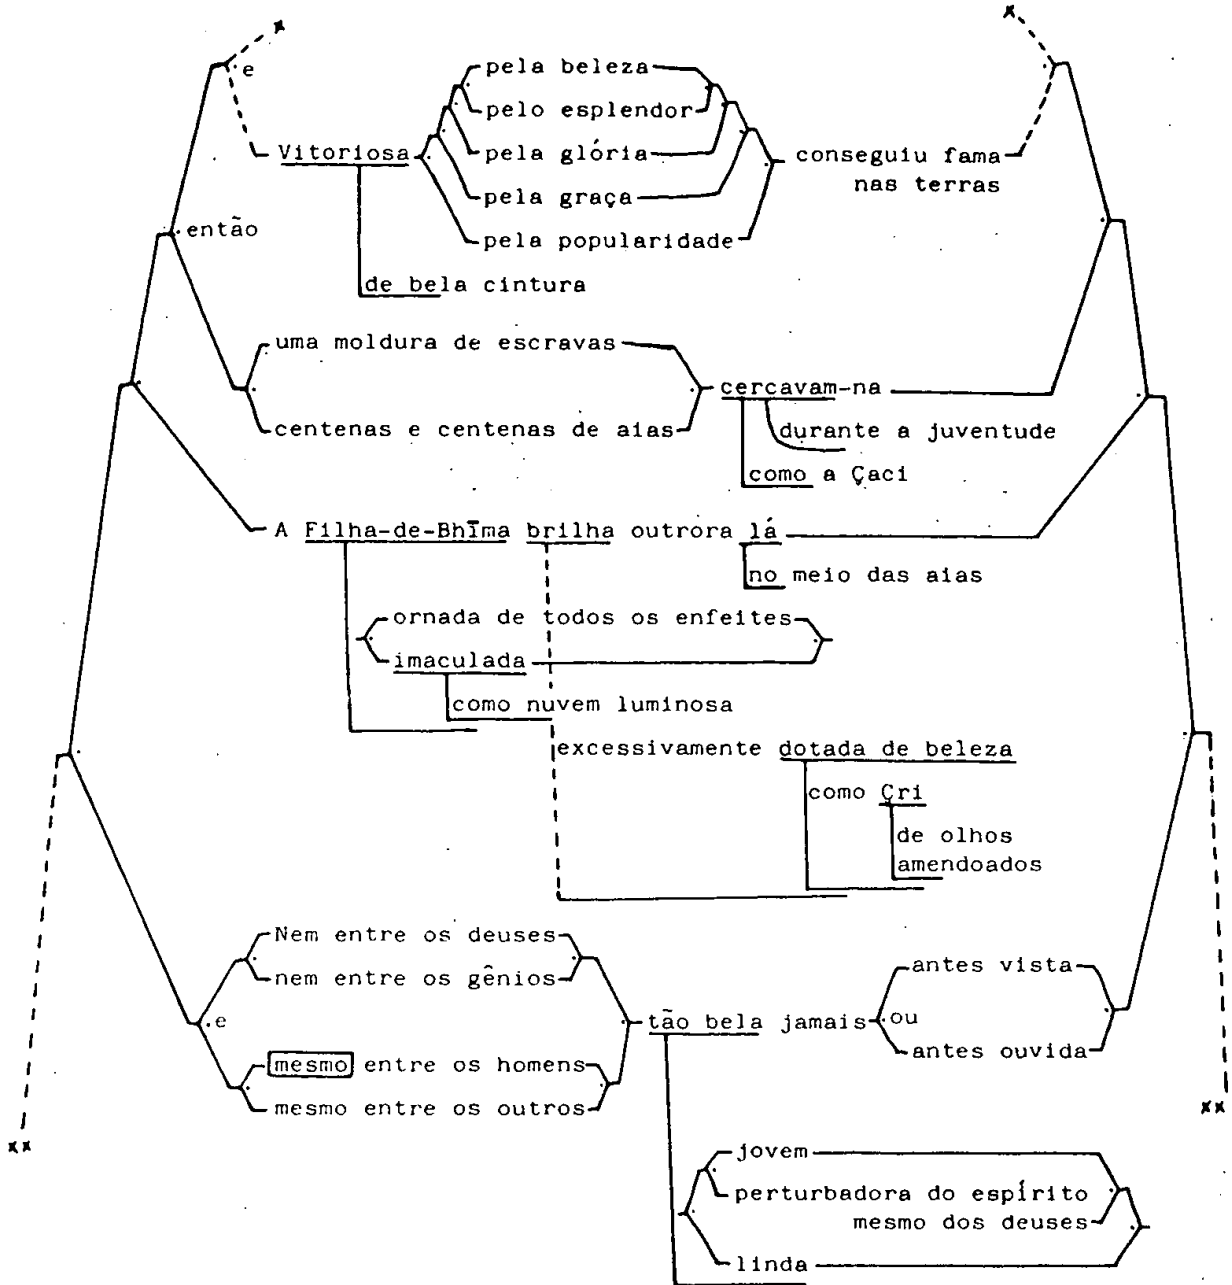 x
x
e
pela beleza
pelo esplendor
Vitoriosa
pela glória
conseguiu fama
nas terras
pela graça
então
pela popularidade
de bela cintura
uma moldura de escravas
cercavam-na
centenas e centenas de aias
durante a juventude
como a Çaci
A Filha-de-Bhīma brilha outrora lá
no meio das aias
ornada de todos os enfeites
imaculada
como nuvem luminosa
excessivamente dotada de beleza
como Çri
de olhos
amendoados
Nem entre os deuses
nem entre os gênios
antes vista
e
tão bela jamais
ou
antes ouvida
mesmo entre os homens
mesmo entre os outros
xx
xx
jovem
perturbadora do espírito
mesmo dos deuses
linda